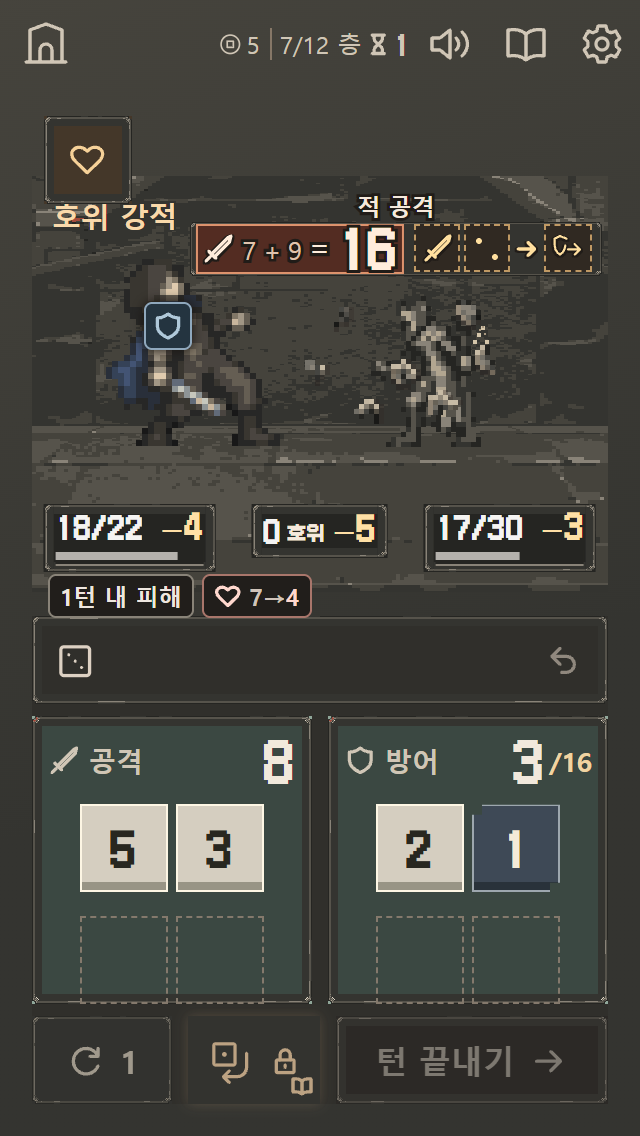 5 7/12 층 1
호위 강적
적 공격
7 + 9 = 16
18/22 –4
0 호위 –5
17/30 –3
1턴 내 피해
7→4
공격 8
방어 3/16
5 3
2 1
1
턴 끝내기 →